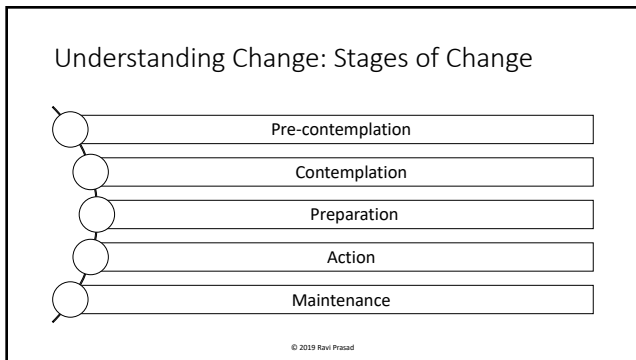 Understanding Change: Stages of Change
Pre-contemplation
Contemplation
Preparation
Action
Maintenance
© 2019 Ravi Prasad